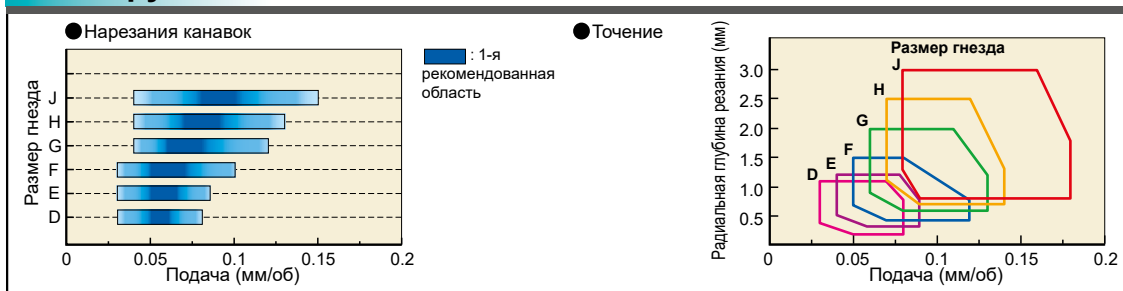 Нарезания канавок
Размер гнезда
J
H
G
F
E
D
0
0.05
0.1
0.15
0.2
Подача (мм/об)
: 1-я
рекомендованная
область
Точение
Радиальная глубина резания (мм)
Размер гнезда
3.0
2.5
2.0
1.5
1.0
0.5
J
H
G
F
E
D
0
0.05
0.1
0.15
0.2
Подача (мм/об)